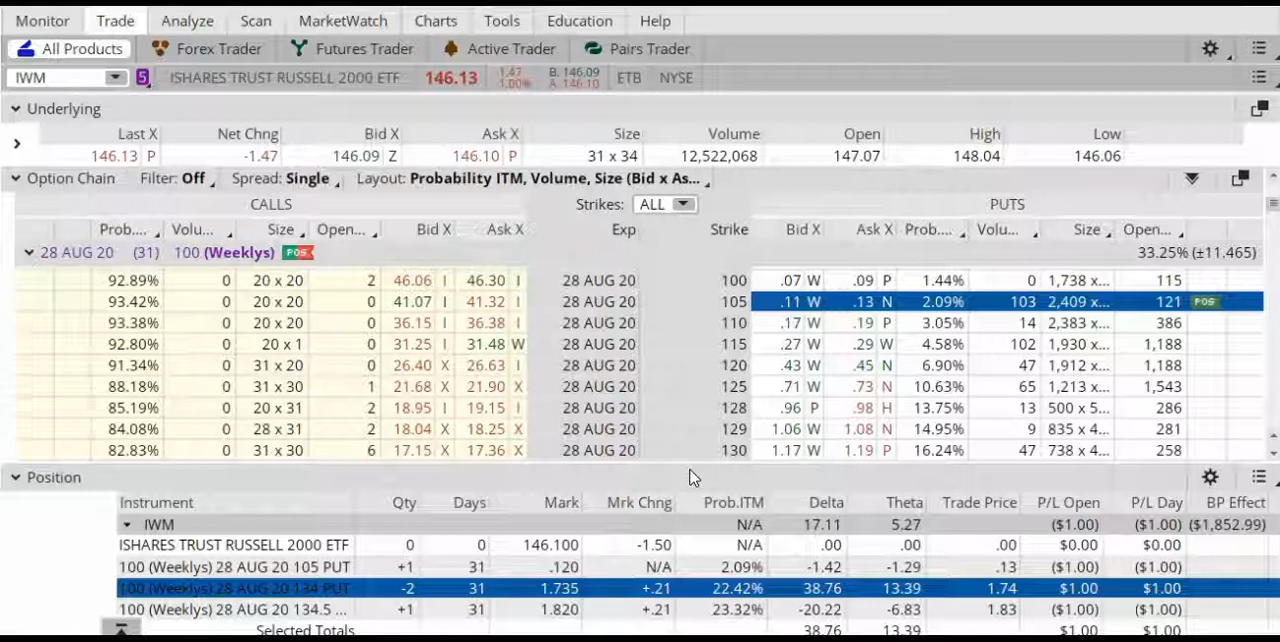 Monitor Trade Analyze Scan MarketWatch Charts Tools Education Help
All Products Forex Trader Futures Trader Active Trader Pairs Trader
IWM 5 ISHARES TRUST RUSSELL 2000 ETF 146.13 1.47 1.00% B: 146.09 A: 146.10 ETB NYSE
Underlying
Last X Net Chng Bid X Ask X Size Volume Open High Low
146.13 P -1.47 146.09 Z 146.10 P 31 x 34 12,522,068 147.07 148.04 146.06
Option Chain Filter: Off Spread: Single Layout: Probability ITM, Volume, Size (Bid x As...
CALLS Strikes: ALL PUTS
Prob.... Volu... Size Open... Bid X Ask X Exp Strike Bid X Ask X Prob.... Volu... Size Open...
28 AUG 20 (31) 100 (Weeklys) POS 33.25% (±11.465)
92.89% 0 20 x 20 2 46.06 I 46.30 I 28 AUG 20 100 .07 W .09 P 1.44% 0 1,738 x... 115
93.42% 0 20 x 20 0 41.07 I 41.32 I 28 AUG 20 105 .11 W .13 N 2.09% 103 2,409 x... 121 POS
93.38% 0 20 x 20 0 36.15 I 36.38 I 28 AUG 20 110 .17 W .19 P 3.05% 14 2,383 x... 386
92.80% 0 20 x 1 0 31.25 I 31.48 W 28 AUG 20 115 .27 W .29 W 4.58% 102 1,930 x... 1,188
91.34% 0 31 x 20 0 26.40 X 26.63 I 28 AUG 20 120 .43 W .45 N 6.90% 47 1,912 x... 1,188
88.18% 0 31 x 30 1 21.68 X 21.90 X 28 AUG 20 125 .71 W .73 N 10.63% 65 1,213 x... 1,543
85.19% 0 20 x 31 2 18.95 I 19.15 I 28 AUG 20 128 .96 P .98 H 13.75% 13 500 x 5... 286
84.08% 0 28 x 31 2 18.04 X 18.25 X 28 AUG 20 129 1.06 W 1.08 N 14.95% 9 835 x 4... 281
82.83% 0 31 x 30 6 17.15 X 17.36 X 28 AUG 20 130 1.17 W 1.19 P 16.24% 47 738 x 4... 258
Position
Instrument Qty Days Mark Mrk Chng Prob.ITM Delta Theta Trade Price P/L Open P/L Day BP Effect
IWM N/A 17.11 5.27 ($1.00) ($1.00) ($1,852.99)
ISHARES TRUST RUSSELL 2000 ETF 0 0 146.100 -1.50 N/A .00 .00 .00 $0.00 $0.00
100 (Weeklys) 28 AUG 20 105 PUT +1 31 .120 N/A 2.09% -1.42 -1.29 .13 ($1.00) ($1.00)
100 (Weeklys) 28 AUG 20 134 PUT -2 31 1.735 +.21 22.42% 38.76 13.39 1.74 $1.00 $1.00
100 (Weeklys) 28 AUG 20 134.5 ... +1 31 1.820 +.21 23.32% -20.22 -6.83 1.83 ($1.00) ($1.00)
Selected Totals 38.76 13.39 $1.00 $1.00